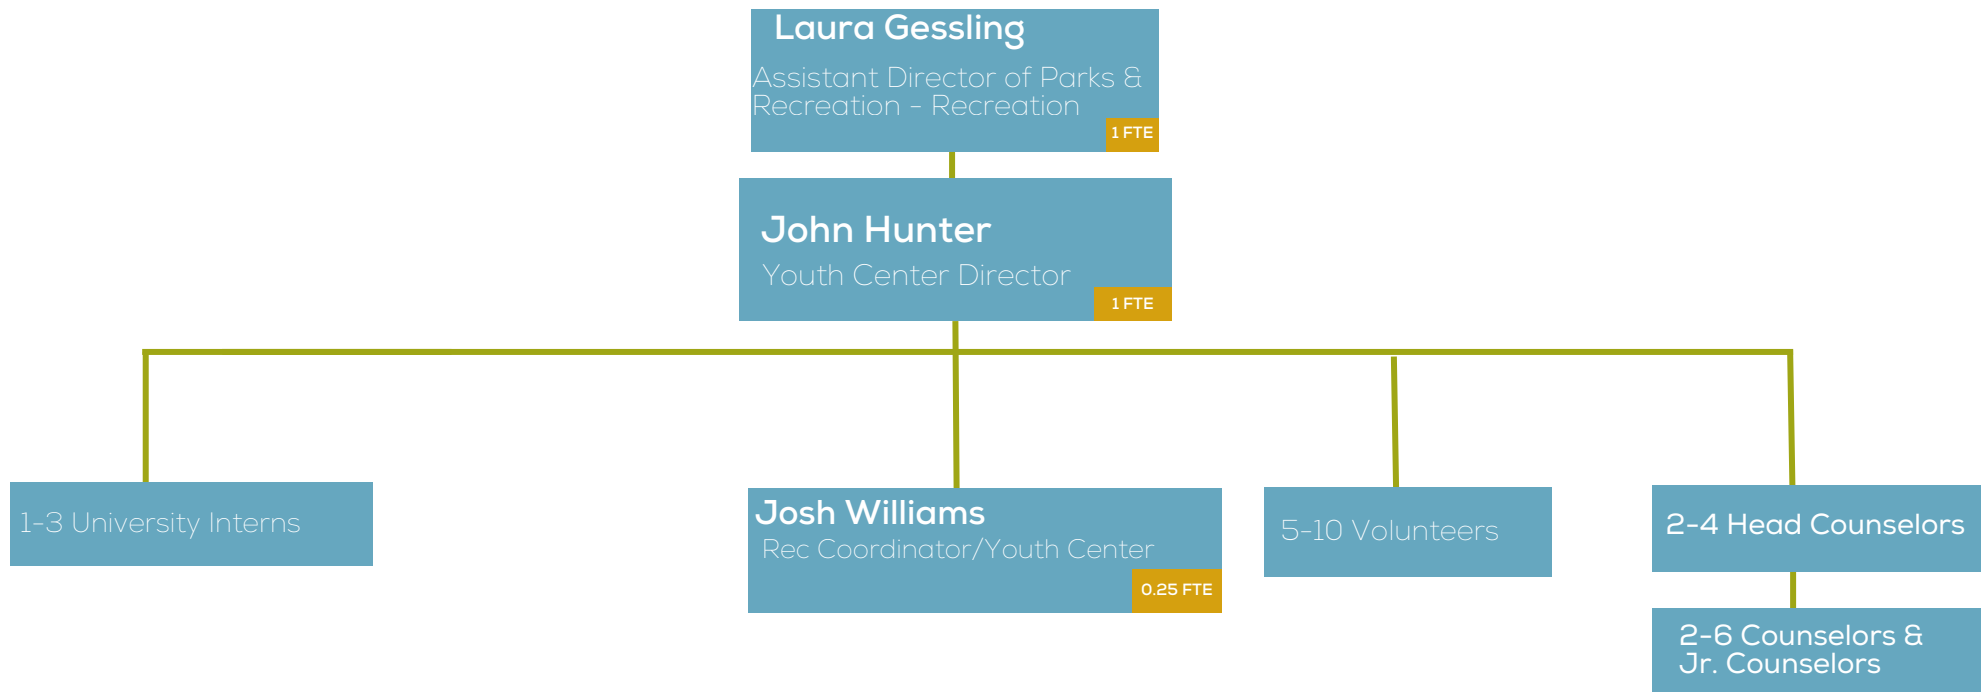 Laura Gessling
Assistant Director of Parks &
Recreation - Recreation
1 FTE
John Hunter
Youth Center Director
1 FTE
1-3 University Interns
Josh Williams
Rec Coordinator/Youth Center
0.25 FTE
5-10 Volunteers
2-4 Head Counselors
2-6 Counselors &
Jr. Counselors